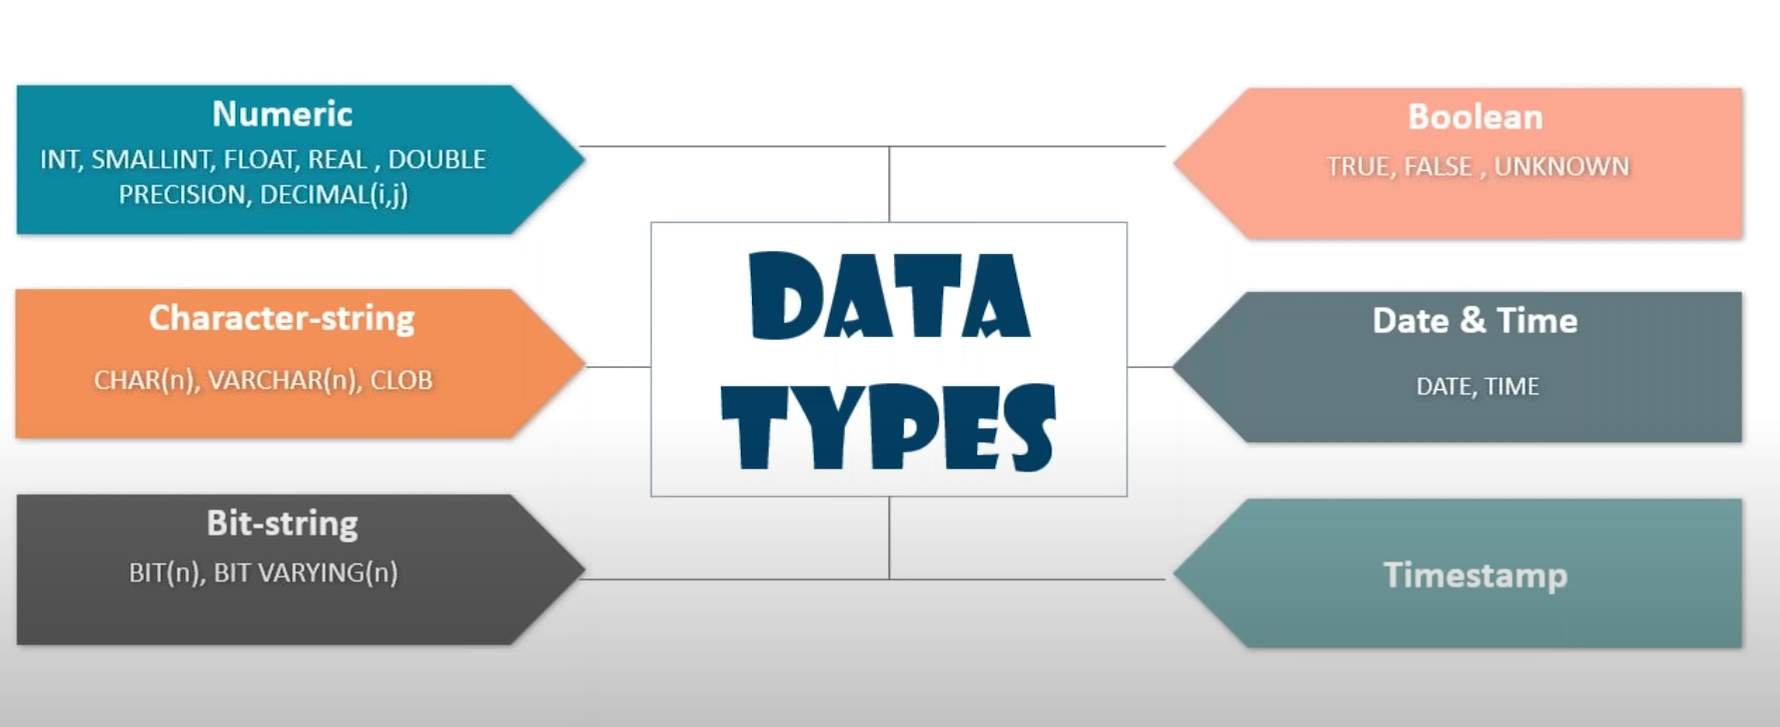 Numeric
INT, SMALLINT, FLOAT, REAL , DOUBLE
PRECISION, DECIMAL(i,j)
Character-string
CHAR(n), VARCHAR(n), CLOB
Bit-string
BIT(n), BIT VARYING(n)
DATA
TYPES
Boolean
TRUE, FALSE , UNKNOWN
Date & Time
DATE, TIME
Timestamp